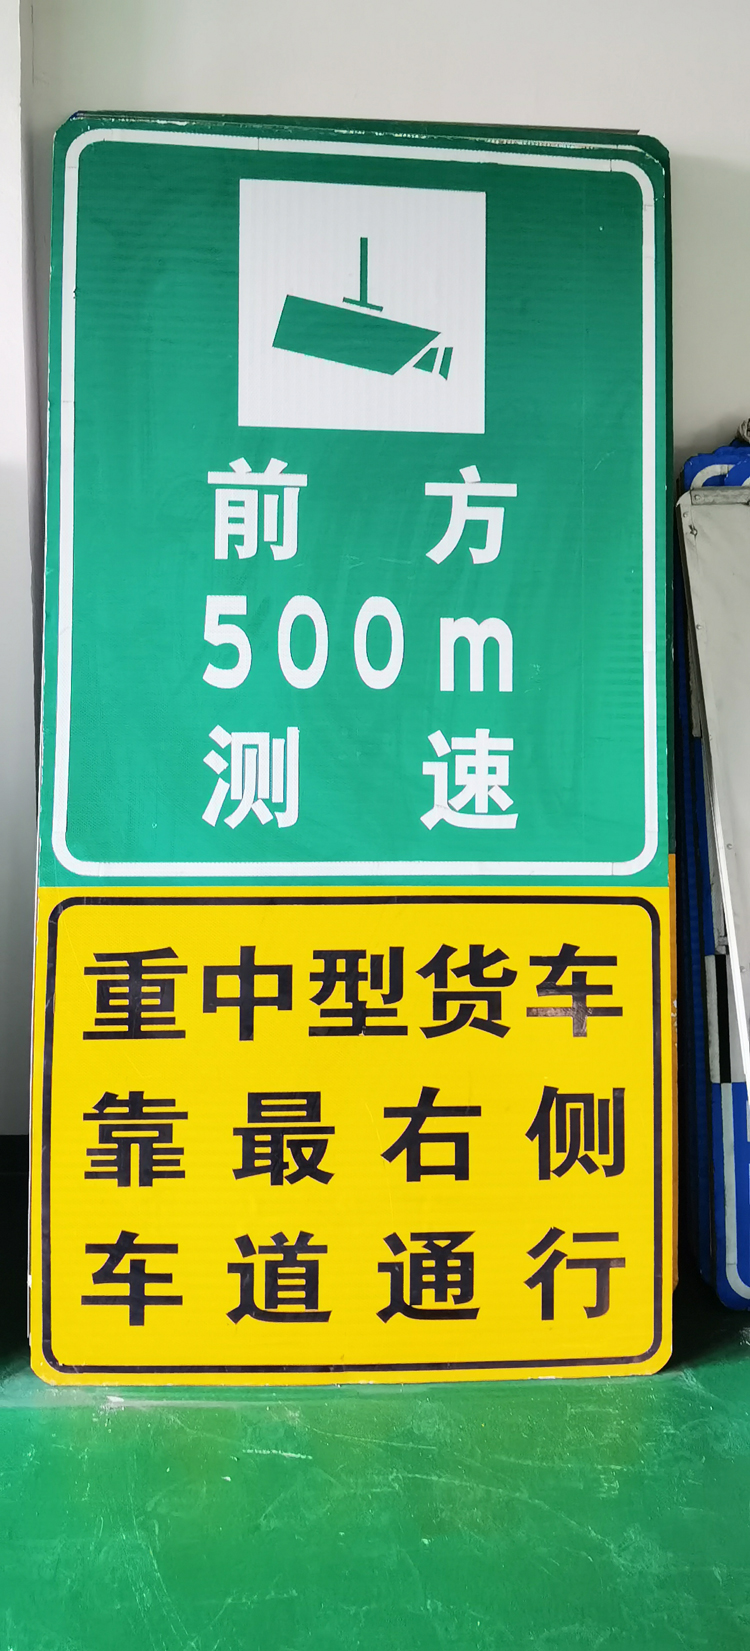 前方
500m
测速
重中型货车
靠最右侧
车道通行